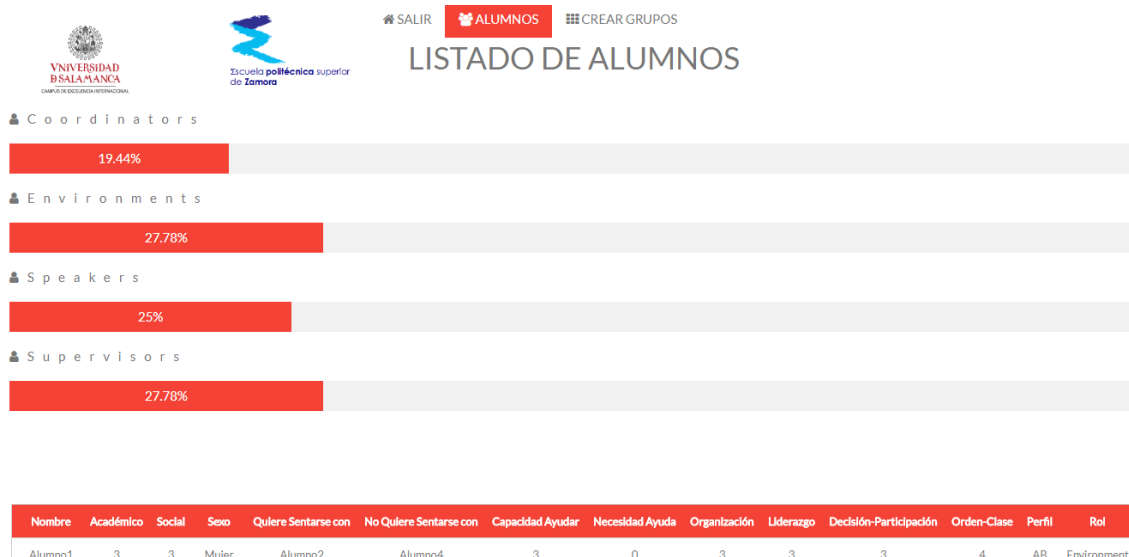 SALIR ALUMNOS CREAR GRUPOS
LISTADO DE ALUMNOS
VNIVERSIDAD
D SALAMANCA
CAMPUS DE EXCELENCIA INTERNACIONAL
Σscuela politécnica superior
de Zamora
Coordinators
19.44%
Environments
27.78%
Speakers
25%
Supervisors
27.78%
Nombre Académico Social Sexo Quiere Sentarse con No Quiere Sentarse con Capacidad Ayudar Necesidad Ayuda Organización Liderazgo Decisión-Participación Orden-Clase Perfil Rol
Alumno1 3 3 Mujer Alumno2 Alumno4 3 0 3 3 3 4 AB Environment